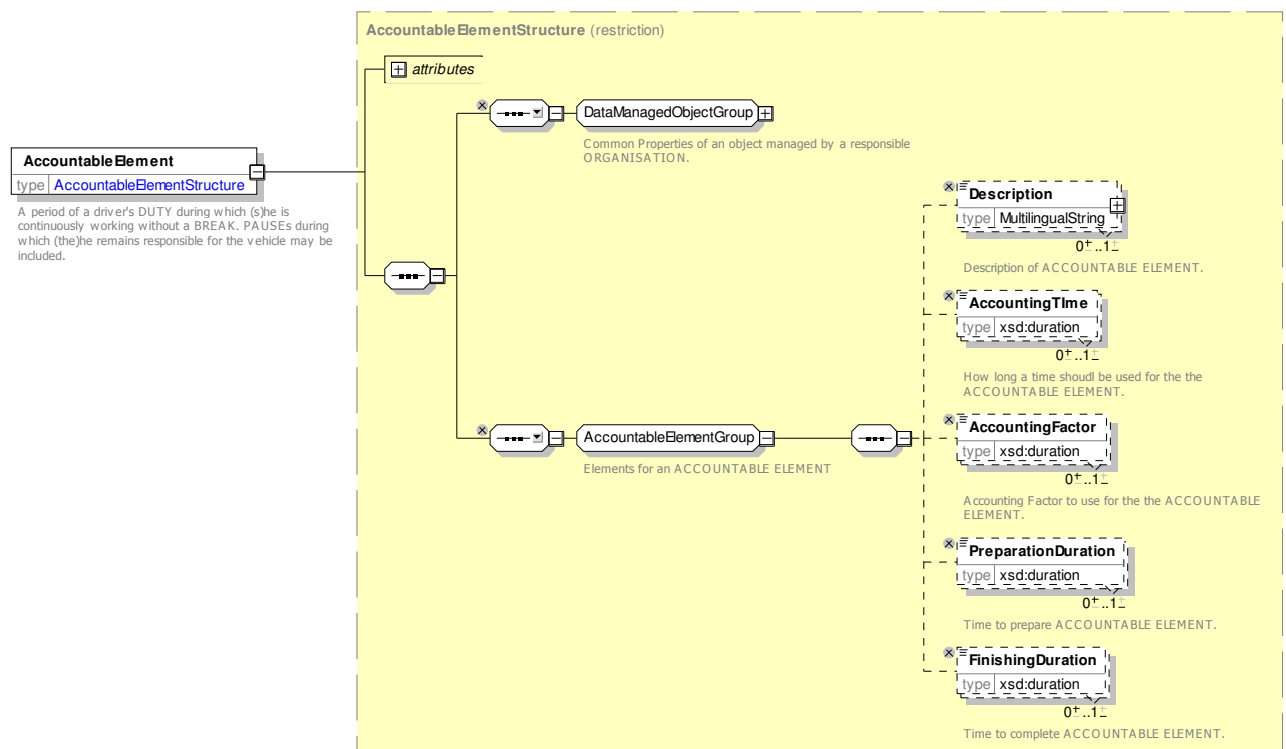 AccountableElementStructure (restriction)
attributes
DataManagedObjectGroup
Common Properties of an object managed by a responsible
ORGANISATION.
AccountableElement
type AccountableElementStructure
A period of a driver's DUTY during which (s)he is
continuously working without a BREAK. PAUSEs during
which (the)he remains responsible for the vehicle may be
included.
Description
type MultilingualString
0..1
Description of ACCOUNTABLE ELEMENT.
AccountingTIme
type xsd:duration
0..1
How long a time shoudl be used for the the
ACCOUNTABLE ELEMENT.
AccountableElementGroup
Elements for an ACCOUNTABLE ELEMENT
AccountingFactor
type xsd:duration
0..1
Accounting Factor to use for the the ACCOUNTABLE
ELEMENT.
PreparationDuration
type xsd:duration
0..1
Time to prepare ACCOUNTABLE ELEMENT.
FinishingDuration
type xsd:duration
0..1
Time to complete ACCOUNTABLE ELEMENT.